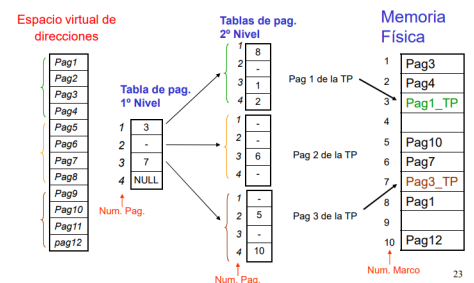 Espacio virtual de
direcciones
Pag1
Pag2
Pag3
Pag4
Pag5
Pag6
Pag7
Pag8
Pag9
Pag10
Pag11
pag12
Tabla de pag.
1º Nivel
1 3
2 -
3 7
4 NULL
Num. Pag.
Tablas de pag.
2º Nivel
1 8
2 -
3 1
4 2
1 -
2 -
3 6
4 -
1 -
2 5
3 -
4 10
Num. Pag.
Pag 1 de la TP
Pag 2 de la TP
Pag 3 de la TP
Memoria
Física
1 Pag3
2 Pag4
3 Pag1_TP
4
5 Pag10
6 Pag7
7 Pag3_TP
8 Pag1
9
10 Pag12
Num. Marco
23